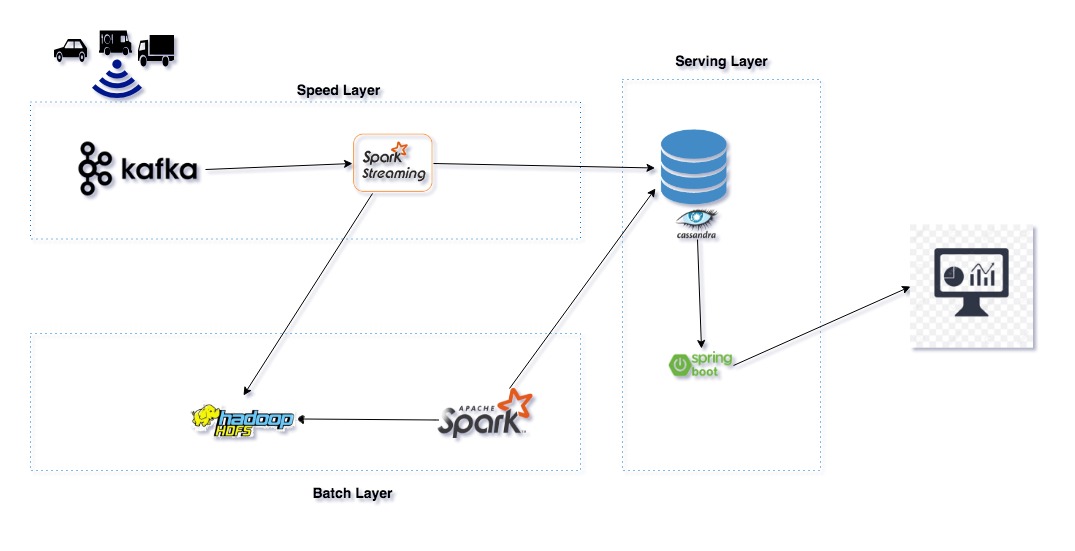 Serving Layer
Speed Layer
kafka
Spark
Streaming
cassandra
spring
boot
hadoop
HDFS
APACHE
Spark
Batch Layer